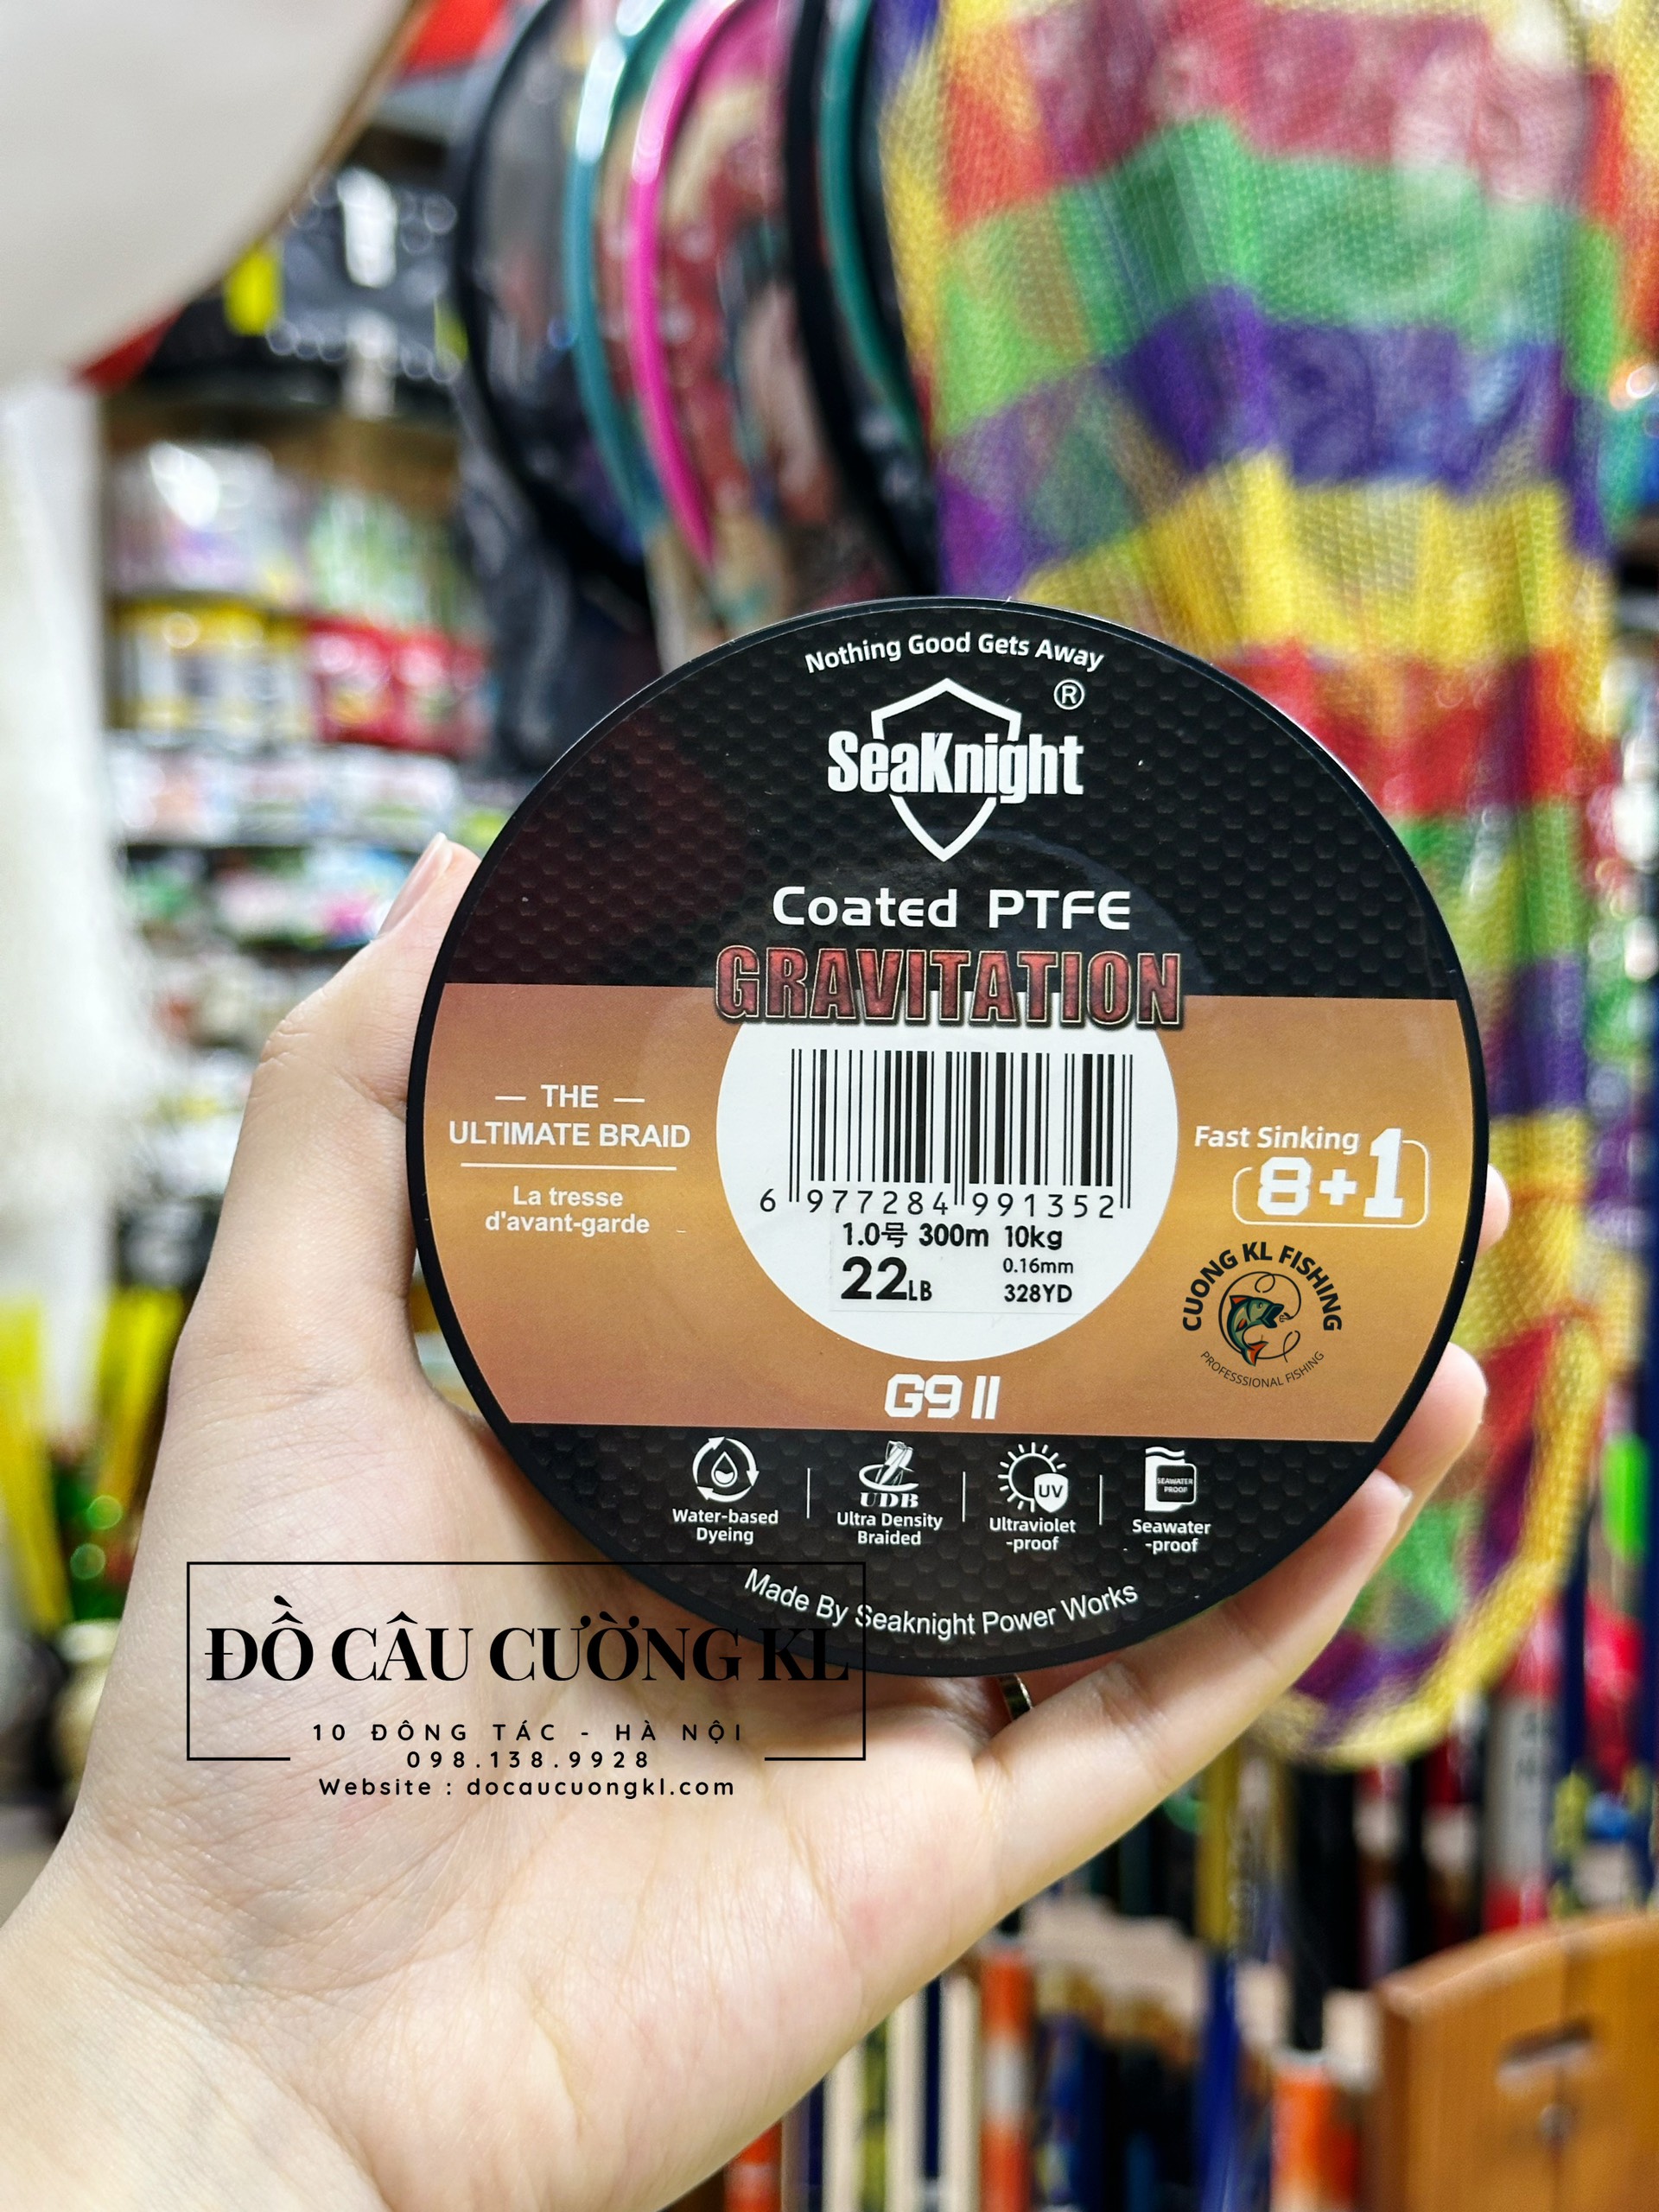 Nothing Good Gets Away
®
SeaKnight
Coated PTFE
GRAVITATION
— THE —
ULTIMATE BRAID
La tresse
d'avant-garde
6 977284 991352
1.0号 300m 10kg
22LB
0.16mm
328YD
Fast Sinking
8+1
CUONG KL FISHING
PROFESSSIONAL FISHING
G9 II
Water-based
Dyeing
UDB
Ultra Density
Braided
UV
Ultraviolet
-proof
SEAWATER
PROOF
Seawater
-proof
Made By Seaknight Power Works
ĐỒ CÂU CƯỜNG KL
10 ĐÔNG TÁC - HÀ NỘI
098.138.9928
Website : docaucuongkl.com